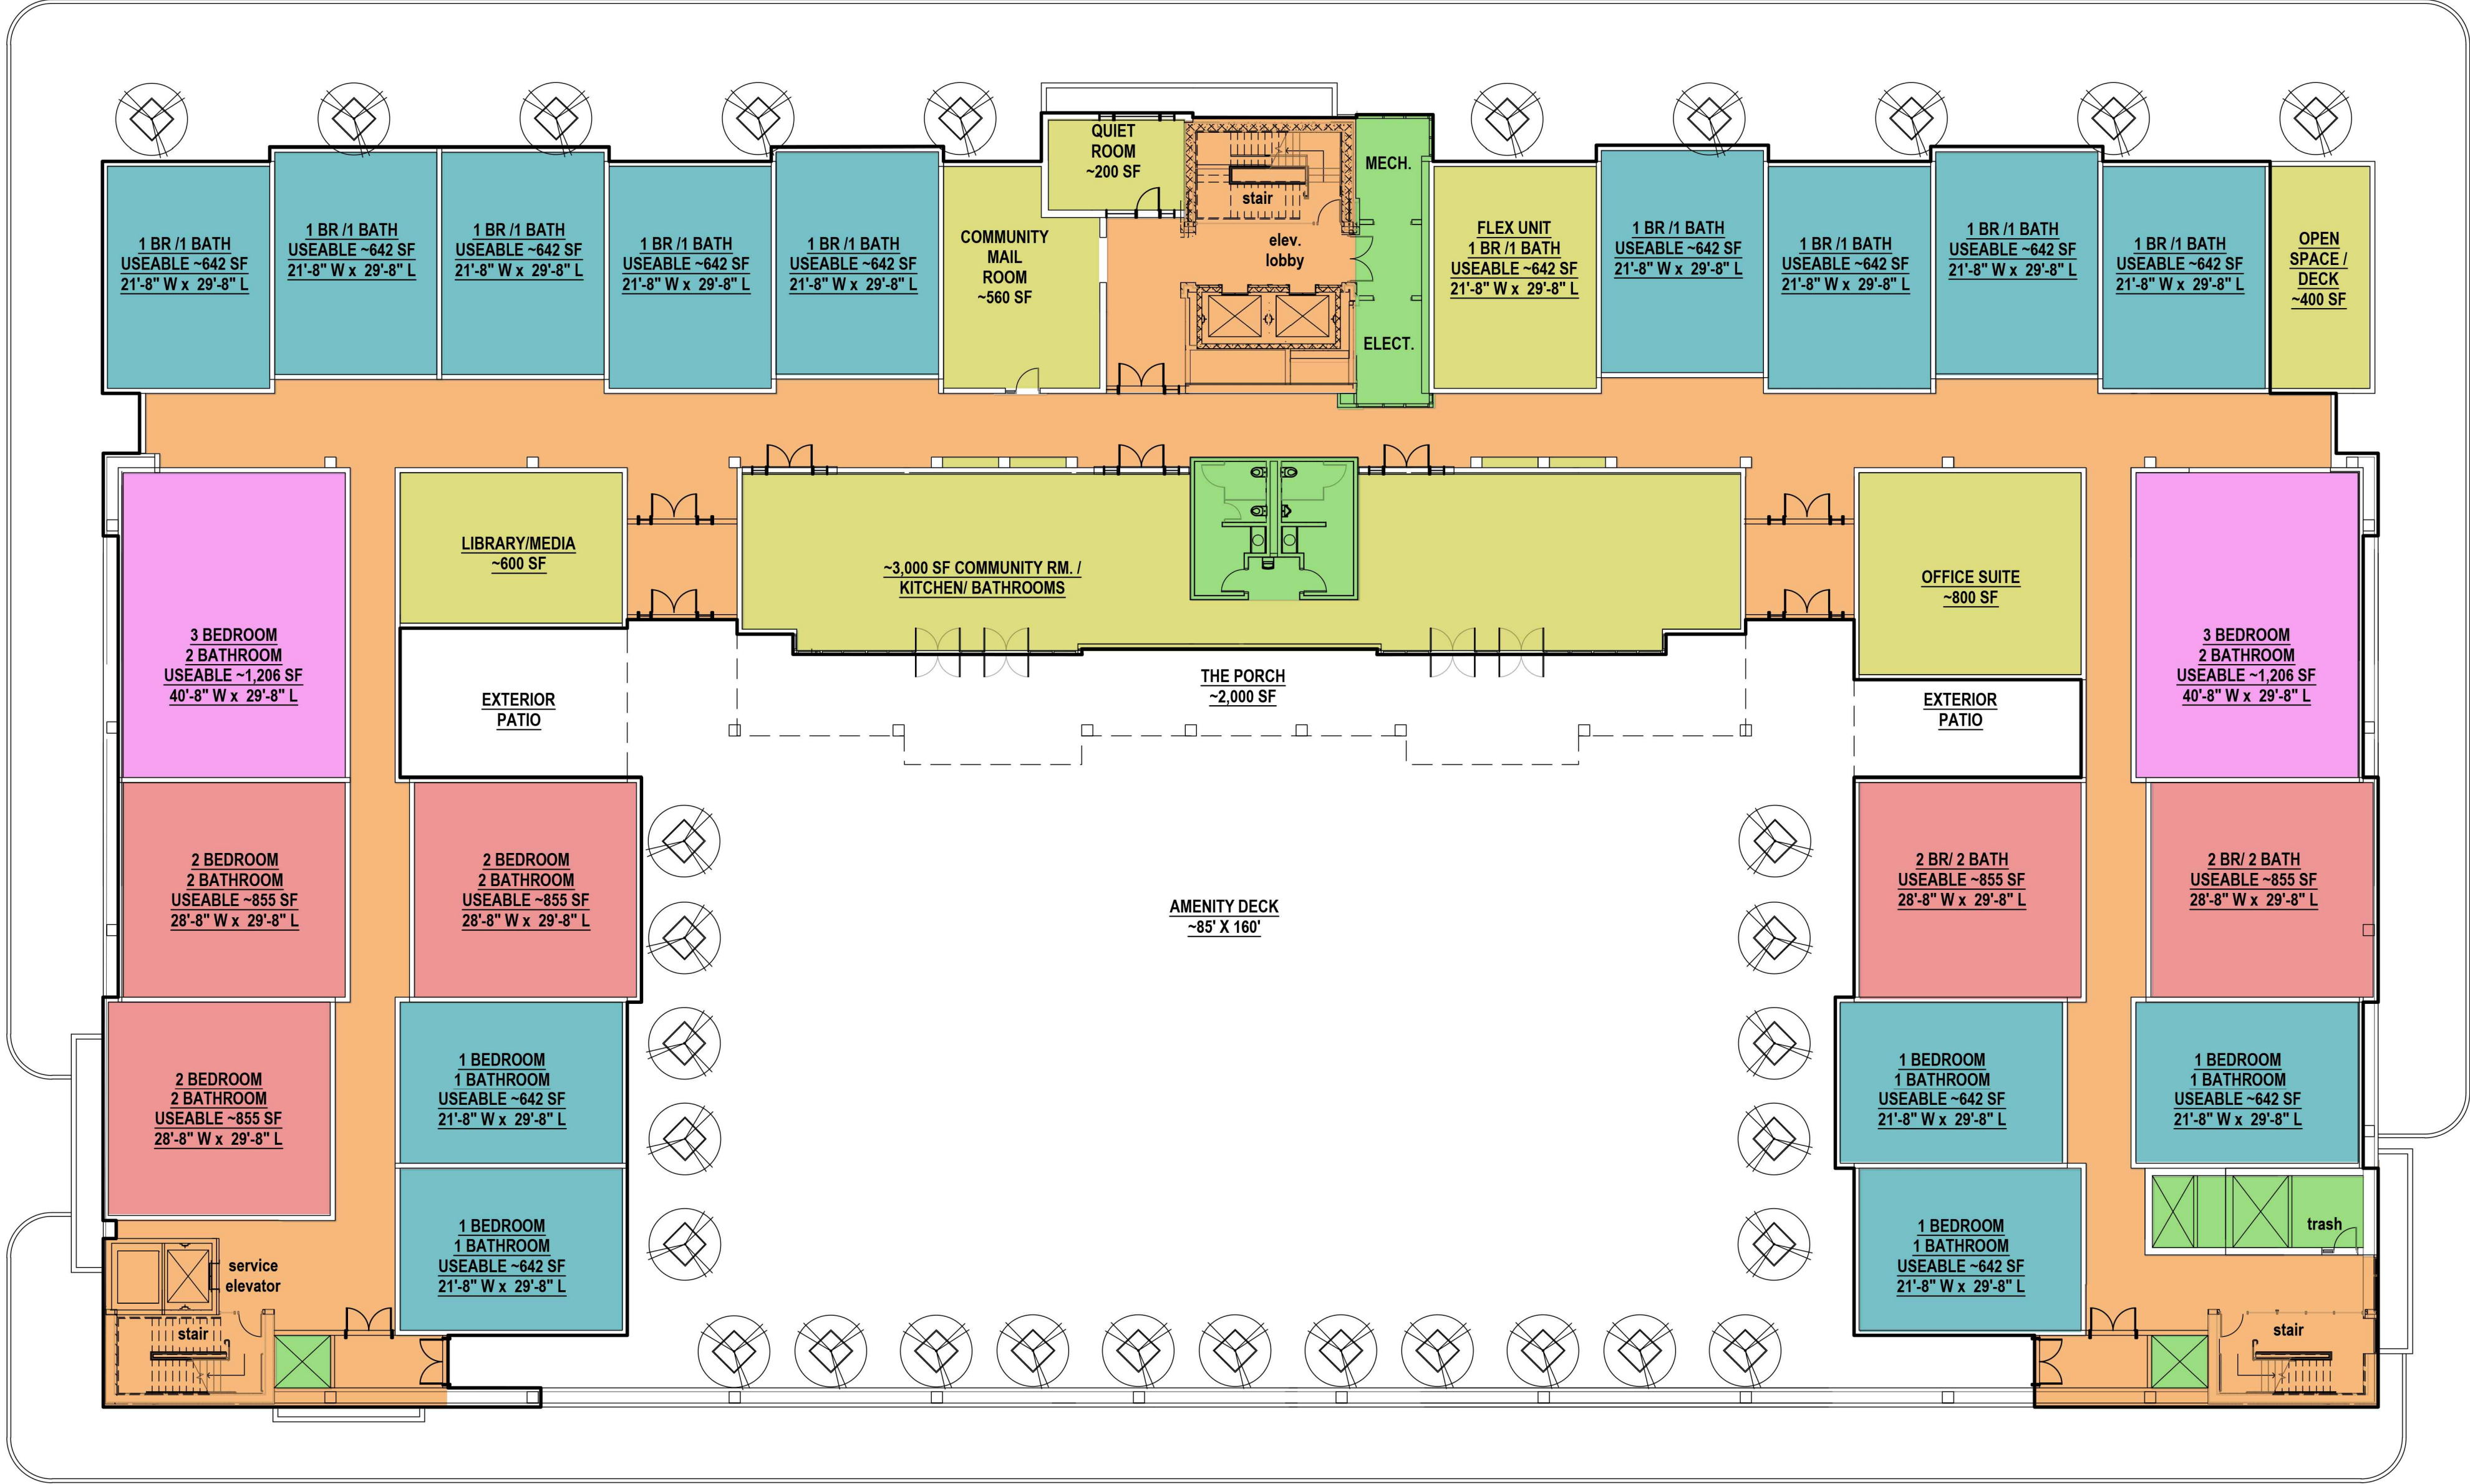 QUIET
ROOM
~200 SF
MECH.
stair
elev.
lobby
ELECT.
1 BR /1 BATH
USEABLE ~642 SF
21'-8" W x 29'-8" L
1 BR /1 BATH
USEABLE ~642 SF
21'-8" W x 29'-8" L
1 BR /1 BATH
USEABLE ~642 SF
21'-8" W x 29'-8" L
1 BR /1 BATH
USEABLE ~642 SF
21'-8" W x 29'-8" L
1 BR /1 BATH
USEABLE ~642 SF
21'-8" W x 29'-8" L
COMMUNITY
MAIL
ROOM
~560 SF
FLEX UNIT
1 BR /1 BATH
USEABLE ~642 SF
21'-8" W x 29'-8" L
1 BR /1 BATH
USEABLE ~642 SF
21'-8" W x 29'-8" L
1 BR /1 BATH
USEABLE ~642 SF
21'-8" W x 29'-8" L
1 BR /1 BATH
USEABLE ~642 SF
21'-8" W x 29'-8" L
1 BR /1 BATH
USEABLE ~642 SF
21'-8" W x 29'-8" L
OPEN
SPACE /
DECK
~400 SF
LIBRARY/MEDIA
~600 SF
~3,000 SF COMMUNITY RM. /
KITCHEN/ BATHROOMS
OFFICE SUITE
~800 SF
3 BEDROOM
2 BATHROOM
USEABLE ~1,206 SF
40'-8" W x 29'-8" L
EXTERIOR
PATIO
THE PORCH
~2,000 SF
EXTERIOR
PATIO
3 BEDROOM
2 BATHROOM
USEABLE ~1,206 SF
40'-8" W x 29'-8" L
2 BEDROOM
2 BATHROOM
USEABLE ~855 SF
28'-8" W x 29'-8" L
2 BEDROOM
2 BATHROOM
USEABLE ~855 SF
28'-8" W x 29'-8" L
AMENITY DECK
~85' X 160'
2 BR/ 2 BATH
USEABLE ~855 SF
28'-8" W x 29'-8" L
2 BR/ 2 BATH
USEABLE ~855 SF
28'-8" W x 29'-8" L
2 BEDROOM
2 BATHROOM
USEABLE ~855 SF
28'-8" W x 29'-8" L
1 BEDROOM
1 BATHROOM
USEABLE ~642 SF
21'-8" W x 29'-8" L
1 BEDROOM
1 BATHROOM
USEABLE ~642 SF
21'-8" W x 29'-8" L
1 BEDROOM
1 BATHROOM
USEABLE ~642 SF
21'-8" W x 29'-8" L
1 BEDROOM
1 BATHROOM
USEABLE ~642 SF
21'-8" W x 29'-8" L
1 BEDROOM
1 BATHROOM
USEABLE ~642 SF
21'-8" W x 29'-8" L
trash
service
elevator
stair
stair